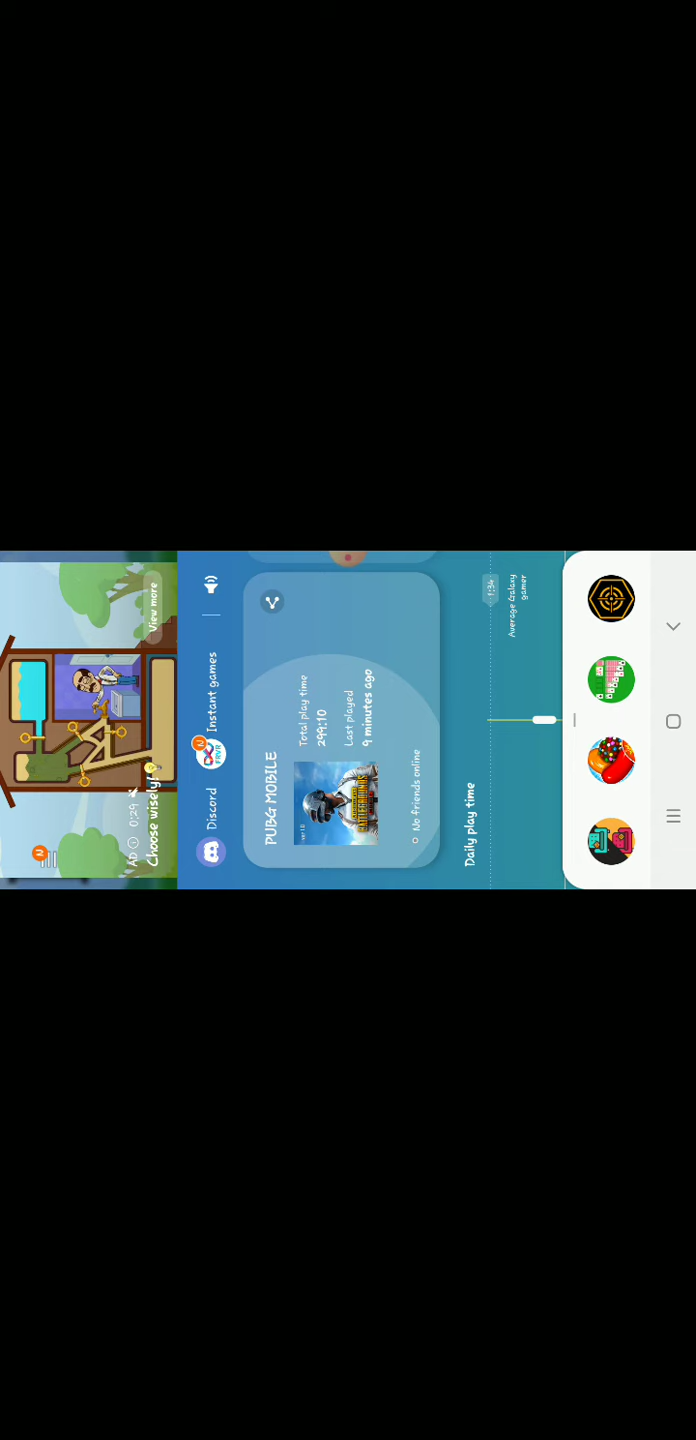 AD 0:29
Choose wisely!
View more
N
N
FRVR
Discord
Instant games
PUBG MOBILE
Total play time
299:10
Last played
9 minutes ago
No friends online
Daily play time
1:34
Average Galaxy
gamer